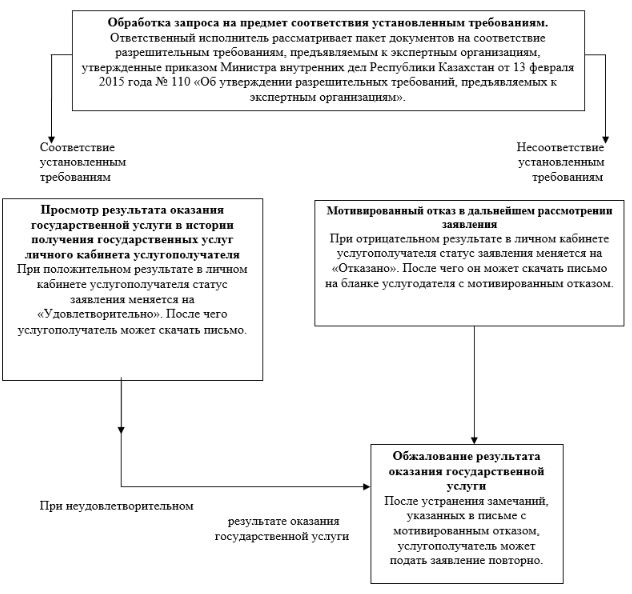 Обработка запроса на предмет соответствия установленным требованиям.
Ответственный исполнитель рассматривает пакет документов на соответствие
разрешительным требованиям, предъявляемым к экспертным организациям,
утвержденные приказом Министра внутренних дел Республики Казахстан от 13 февраля
2015 года № 110 «Об утверждении разрешительных требований, предъявляемых к
экспертным организациям».
Соответствие
установленным
требованиям
Несоответствие
установленным
требованиям
Просмотр результата оказания
государственной услуги в истории
получения государственных услуг
личного кабинета услугополучателя
При положительном результате в личном
кабинете услугополучателя статус
заявления меняется на
«Удовлетворительно». После чего
услугополучатель может скачать письмо.
Мотивированный отказ в дальнейшем рассмотрении
заявления
При отрицательном результате в личном кабинете
услугополучателя статус заявления меняется на
«Отказано». После чего он может скачать письмо
на бланке услугодателя с мотивированным отказом.
При неудовлетворительном
результате оказания
государственной услуги
Обжалование результата
оказания государственной
услуги
После устранения замечаний,
указанных в письме с
мотивированным отказом,
услугополучатель может
подать заявление повторно.